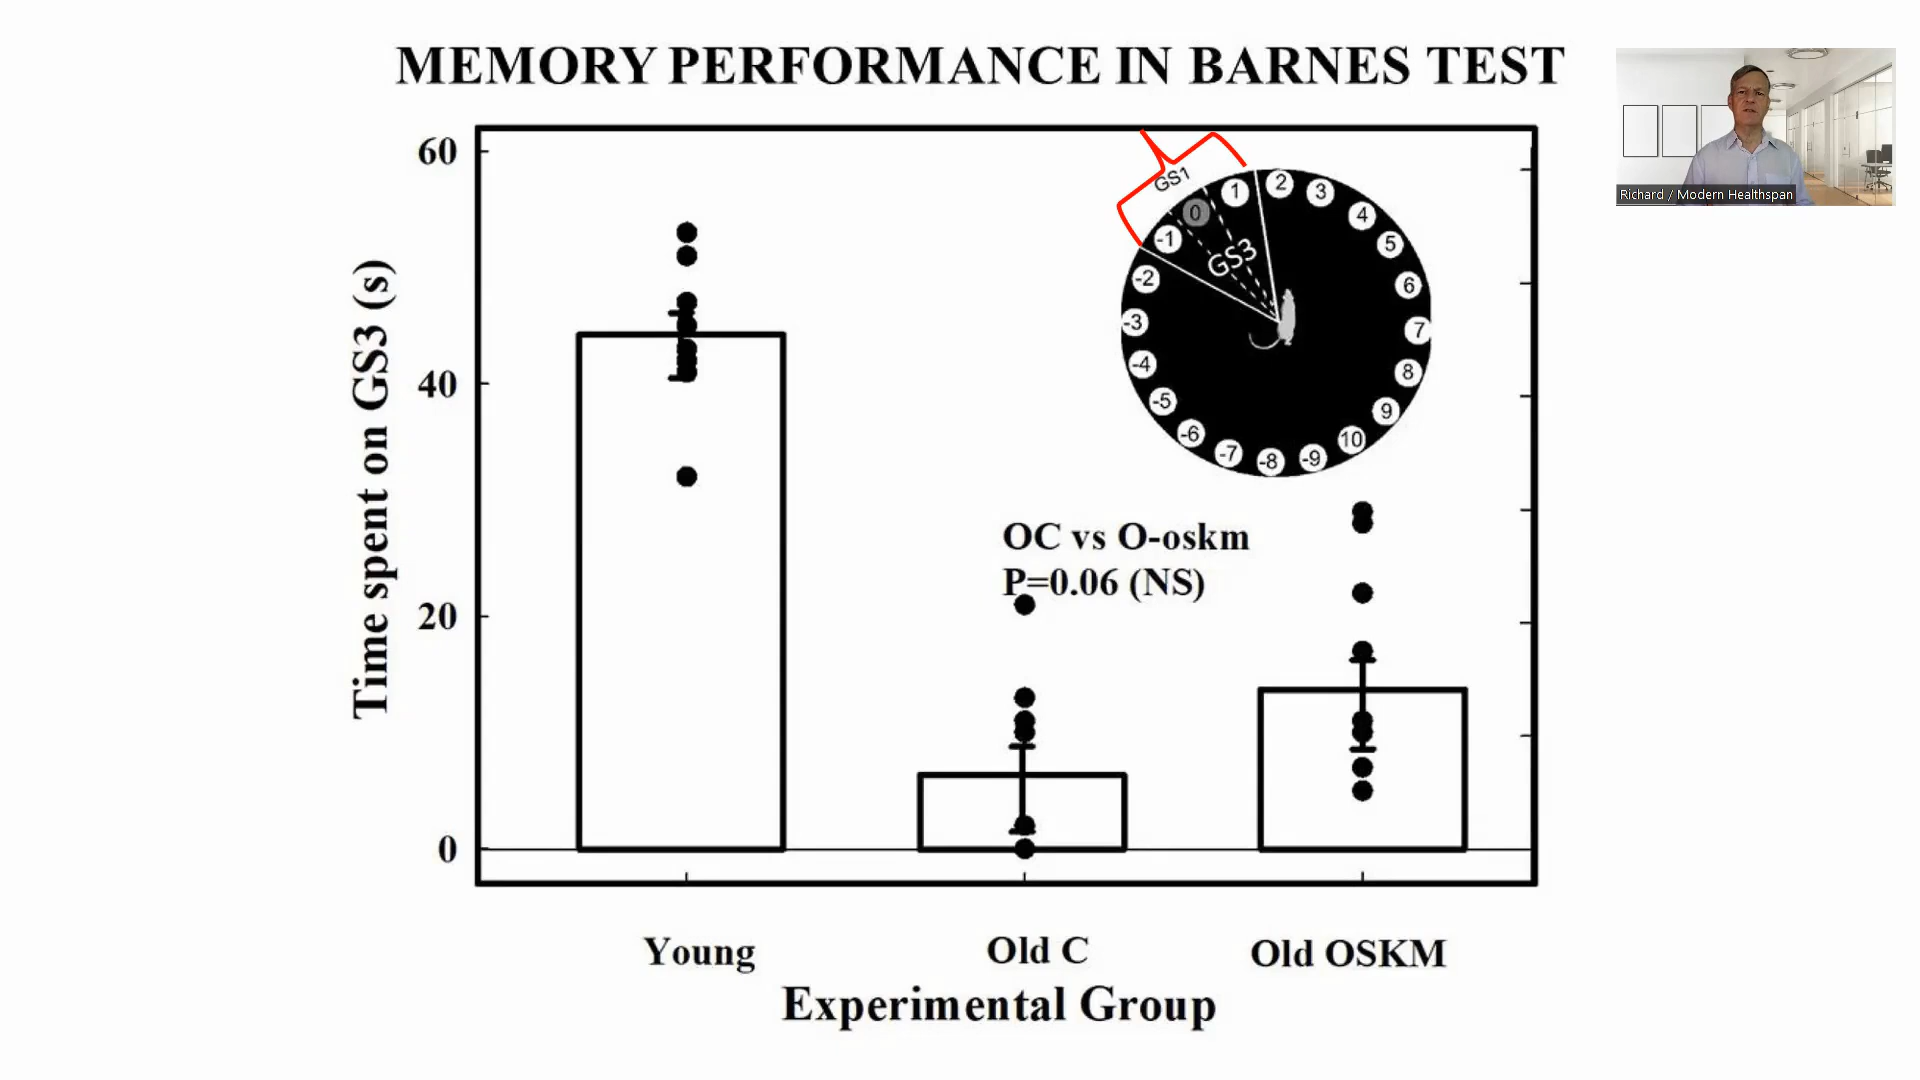 MEMORY PERFORMANCE IN BARNES TEST
Richard / Modern Healthspan
60
40
20
0
Time spent on GS3 (s)
GS1
GS3
0
1
2
3
4
5
6
7
8
9
10
-9
-8
-7
-6
-5
-4
-3
-2
-1
OC vs O-oskm
P=0.06 (NS)
Young
Old C
Old OSKM
Experimental Group